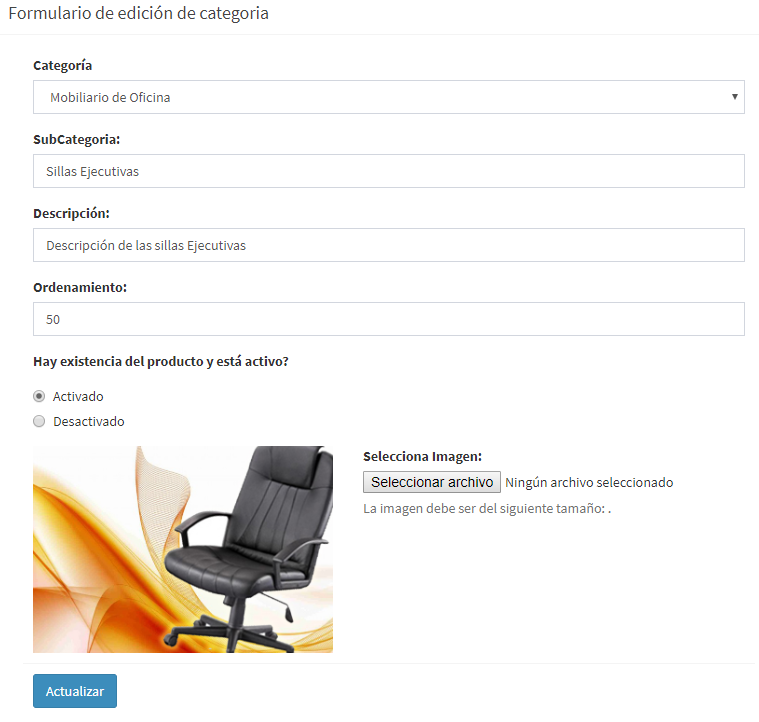 Formulario de edición de categoria
Categoría
Mobiliario de Oficina
SubCategoria:
Sillas Ejecutivas
Descripción:
Descripción de las sillas Ejecutivas
Ordenamiento:
50
Hay existencia del producto y está activo?
Activado
Desactivado
Selecciona Imagen:
Seleccionar archivo Ningún archivo seleccionado
La imagen debe ser del siguiente tamaño: .
Actualizar